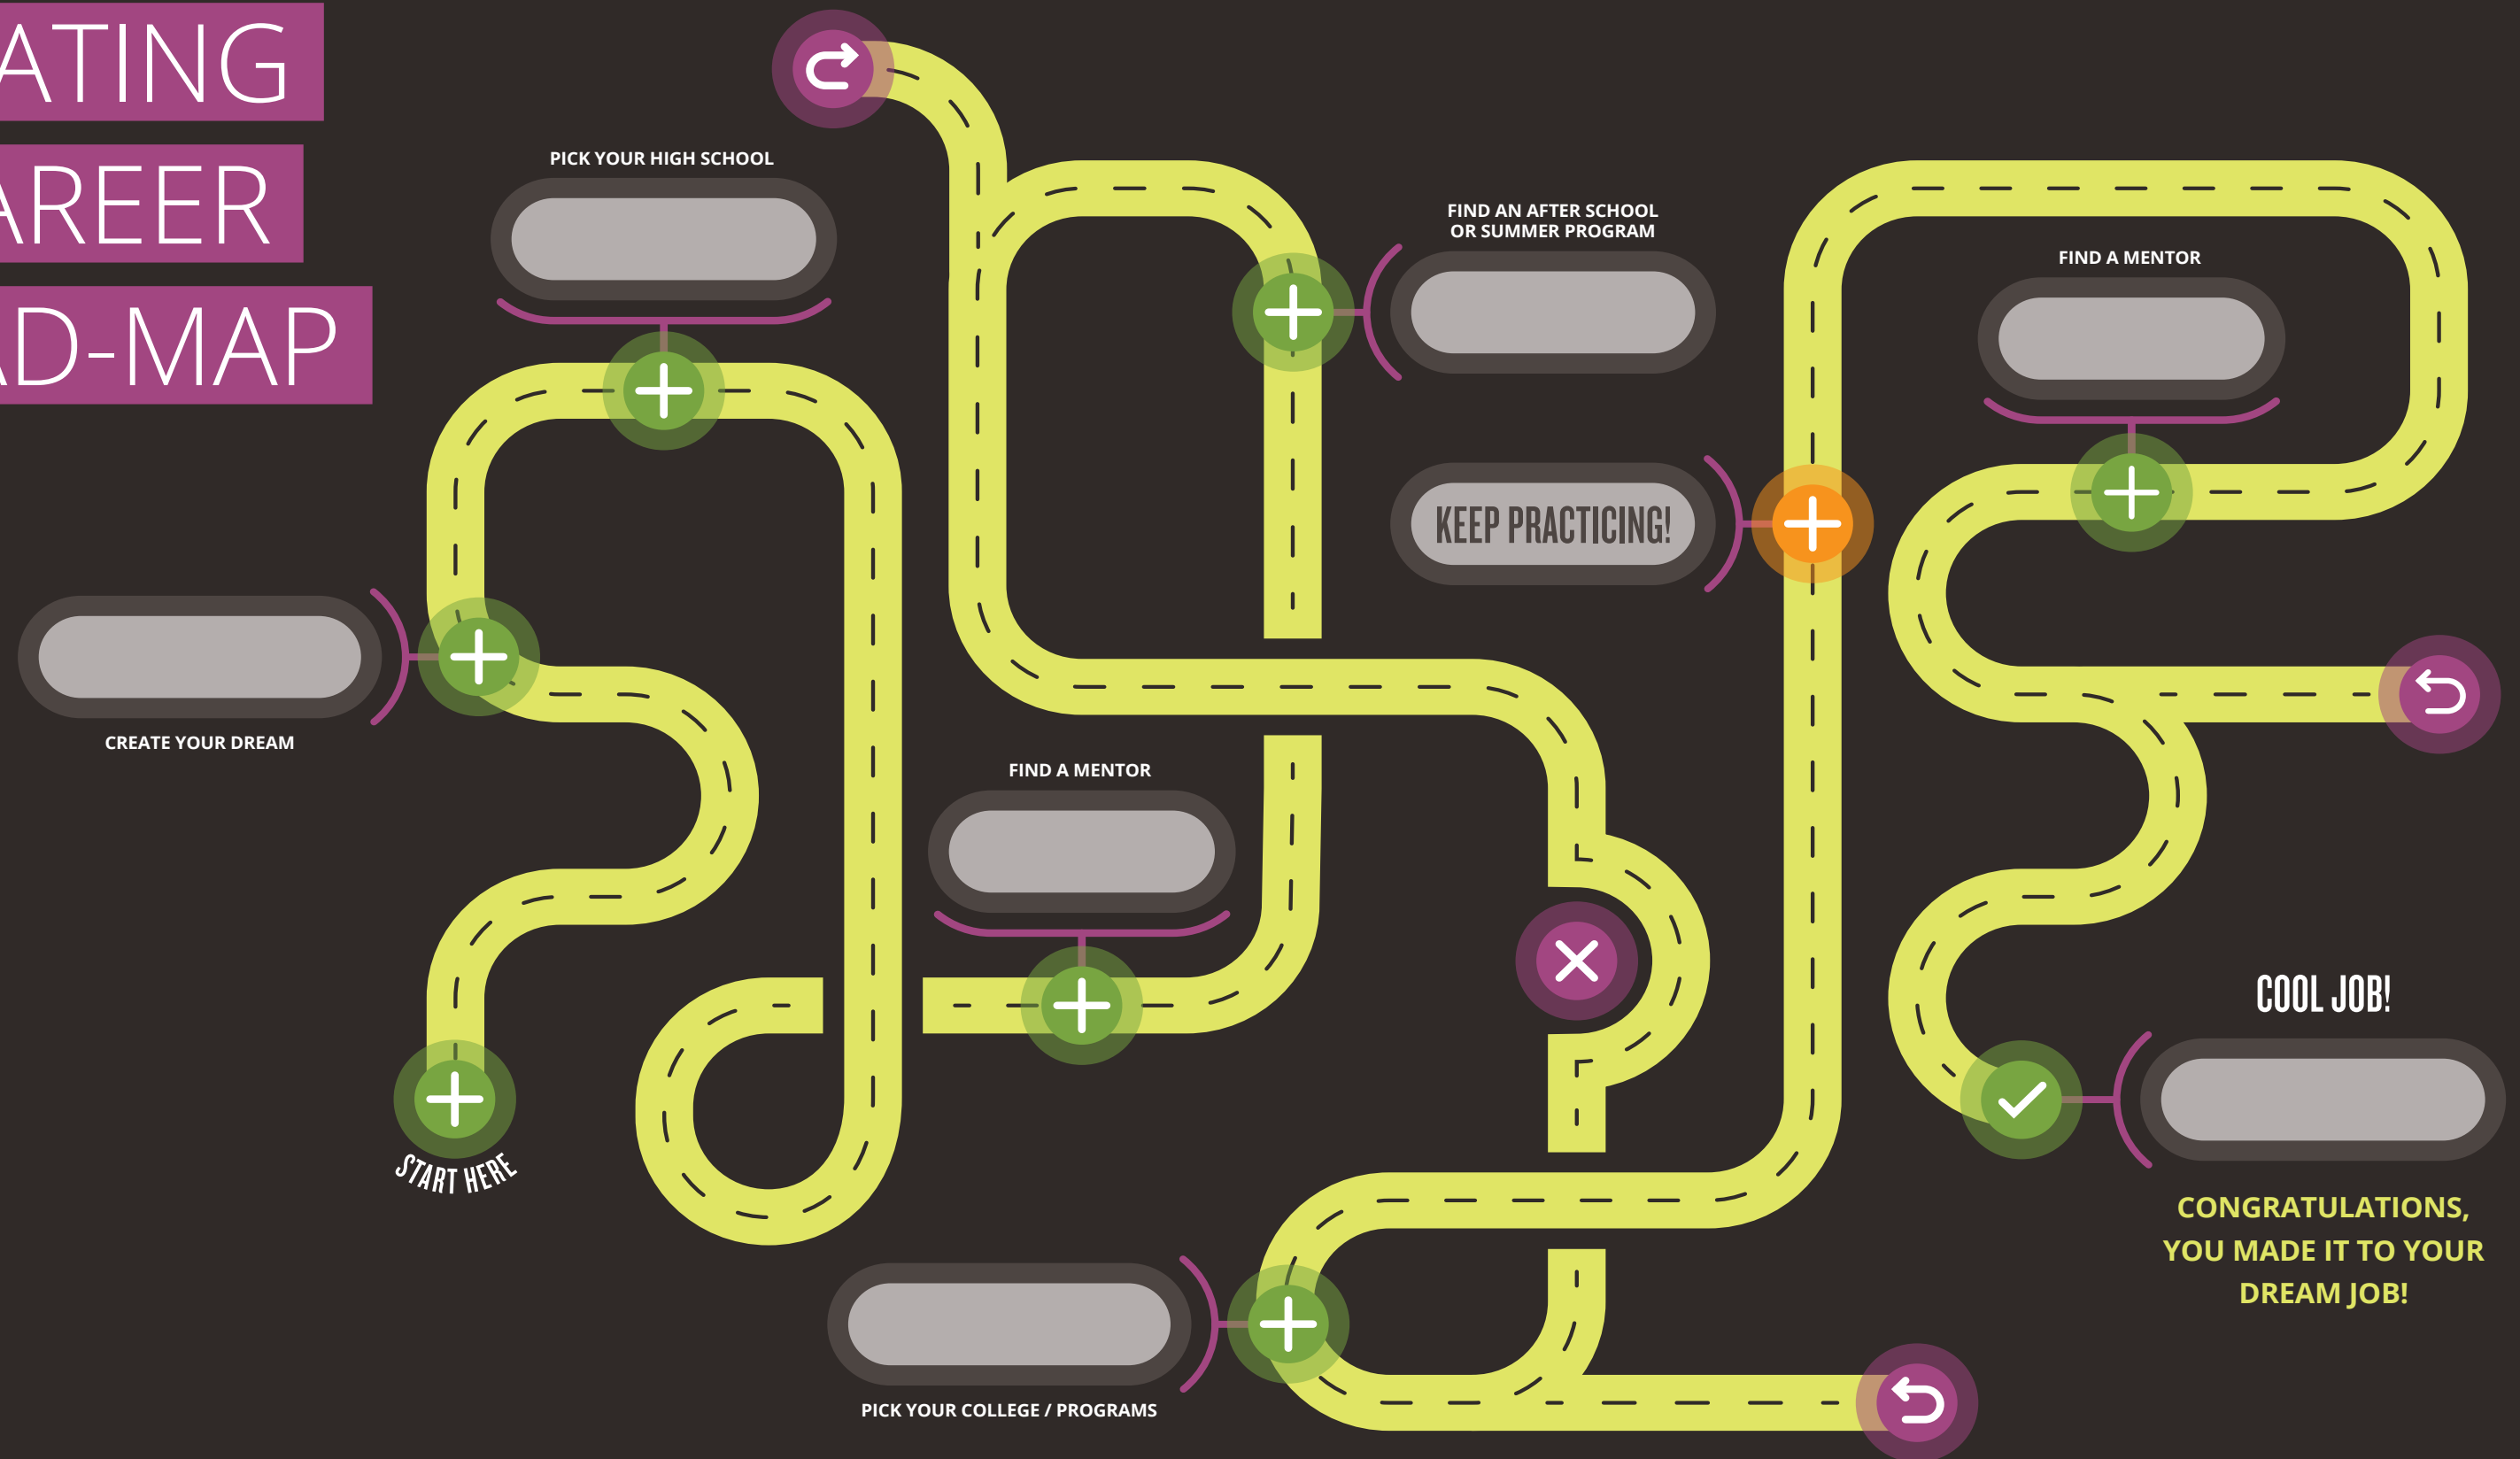 ATING
AREER
AD-MAP
PICK YOUR HIGH SCHOOL
FIND AN AFTER SCHOOL
OR SUMMER PROGRAM
FIND A MENTOR
KEEP PRACTICING!
CREATE YOUR DREAM
FIND A MENTOR
START HERE
COOL JOB!
CONGRATULATIONS,
YOU MADE IT TO YOUR
DREAM JOB!
PICK YOUR COLLEGE / PROGRAMS